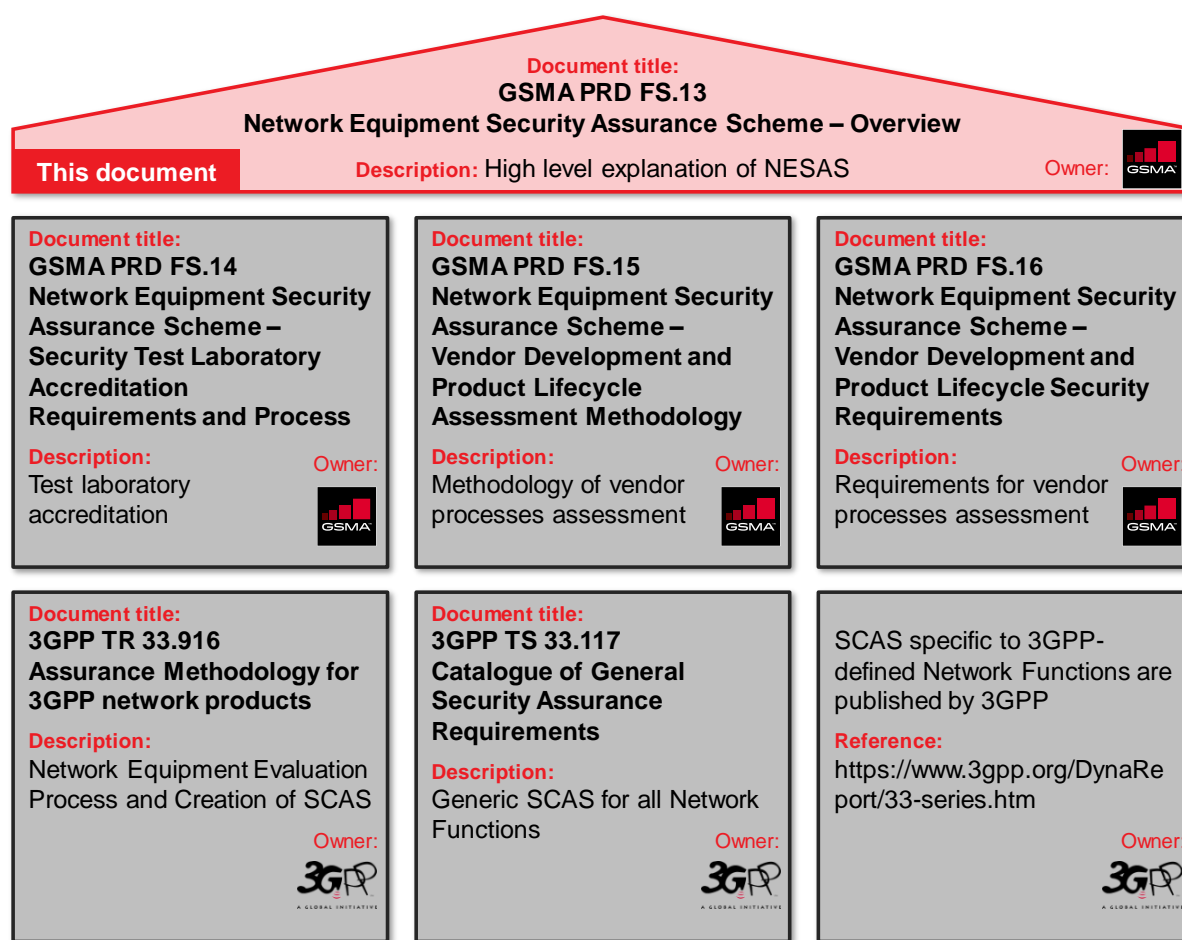 Document title:
GSMA PRD FS.13
Network Equipment Security Assurance Scheme – Overview
This document
Description: High level explanation of NESAS
Owner:
GSMA
Document title:
GSMA PRD FS.14
Network Equipment Security
Assurance Scheme –
Security Test Laboratory
Accreditation
Requirements and Process
Description:
Test laboratory
accreditation
Owner:
GSMA
Document title:
GSMA PRD FS.15
Network Equipment Security
Assurance Scheme –
Vendor Development and
Product Lifecycle
Assessment Methodology
Description:
Methodology of vendor
processes assessment
Owner:
GSMA
Document title:
GSMA PRD FS.16
Network Equipment Security
Assurance Scheme –
Vendor Development and
Product Lifecycle Security
Requirements
Description:
Requirements for vendor
processes assessment
Owner:
GSMA
Document title:
3GPP TR 33.916
Assurance Methodology for
3GPP network products
Description:
Network Equipment Evaluation
Process and Creation of SCAS
Owner:
3GPP
A GLOBAL INITIATIVE
Document title:
3GPP TS 33.117
Catalogue of General
Security Assurance
Requirements
Description:
Generic SCAS for all Network
Functions
Owner:
3GPP
A GLOBAL INITIATIVE
SCAS specific to 3GPP-
defined Network Functions are
published by 3GPP
Reference:
https://www.3gpp.org/DynaRe
port/33-series.htm
Owner:
3GPP
A GLOBAL INITIATIVE